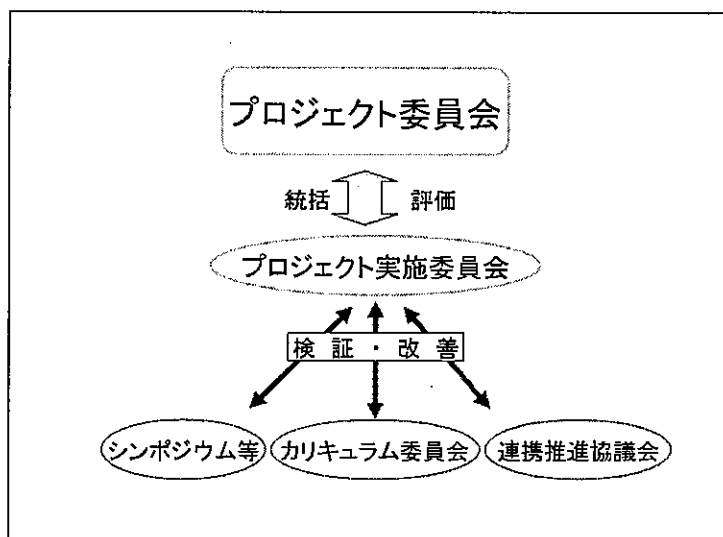 プロジェクト委員会
統括 評価
プロジェクト実施委員会
検証・改善
シンポジウム等 カリキュラム委員会 連携推進協議会